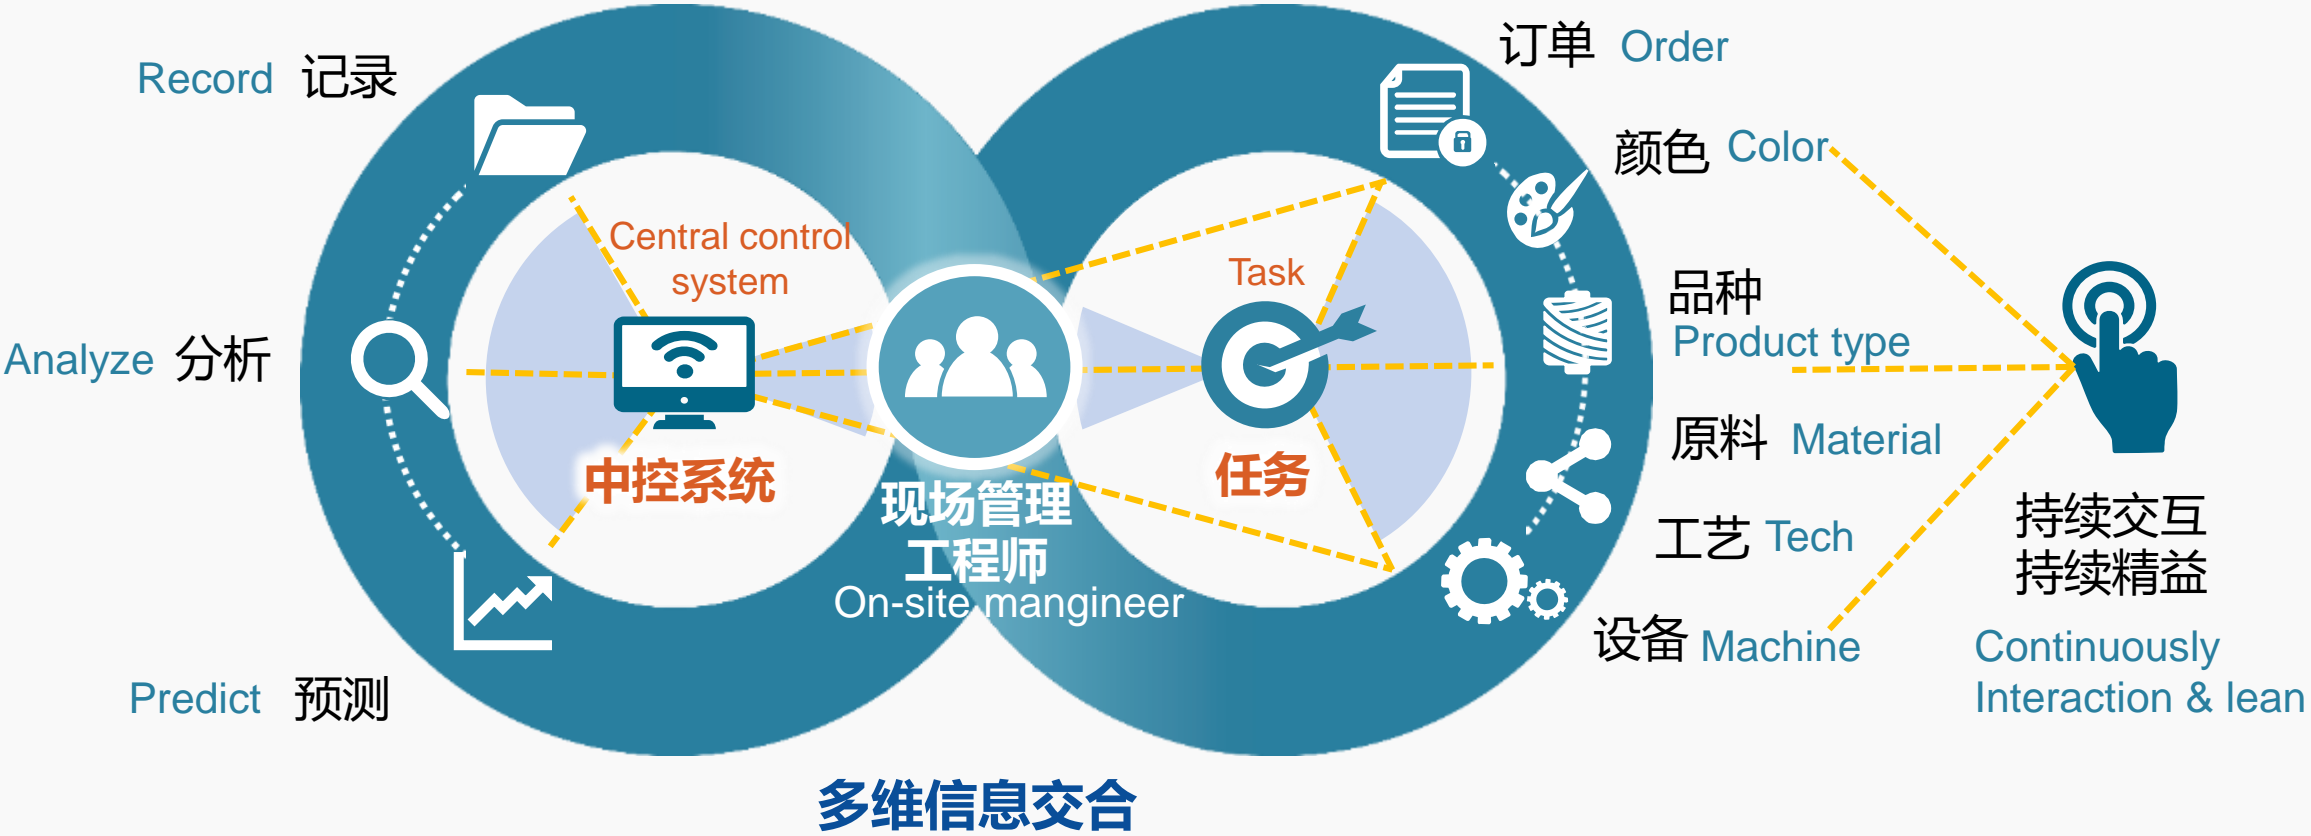 Record 记录
Analyze 分析
Predict 预测
Central control
system
中控系统
现场管理
工程师
On-site mangineer
Task
任务
订单 Order
颜色 Color
品种
Product type
原料 Material
工艺 Tech
设备 Machine
持续交互
持续精益
Continuously
Interaction & lean
多维信息交合